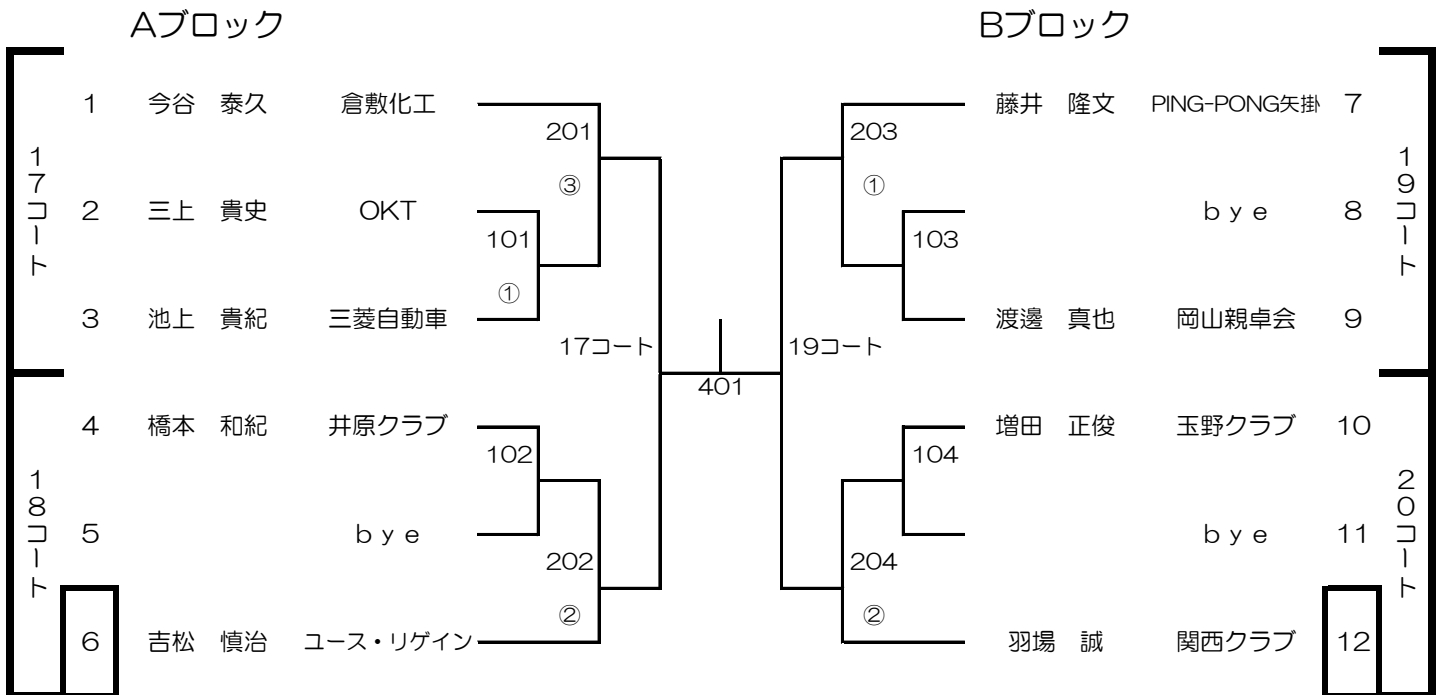 Aブロック
Bブロック
17コート
1 今谷 泰久 倉敷化工
201
③
2 三上 貴史 OKT
101
①
3 池上 貴紀 三菱自動車
17コート
18コート
4 橋本 和紀 井原クラブ
102
5 bye
202
②
6 吉松 慎治 ユース・リゲイン
401
藤井 隆文 PING-PONG矢掛 7
203
①
19コート
bye 8
103
渡邊 真也 岡山親卓会 9
19コート
増田 正俊 玉野クラブ 10
104
20コート
bye 11
204
②
羽場 誠 関西クラブ 12